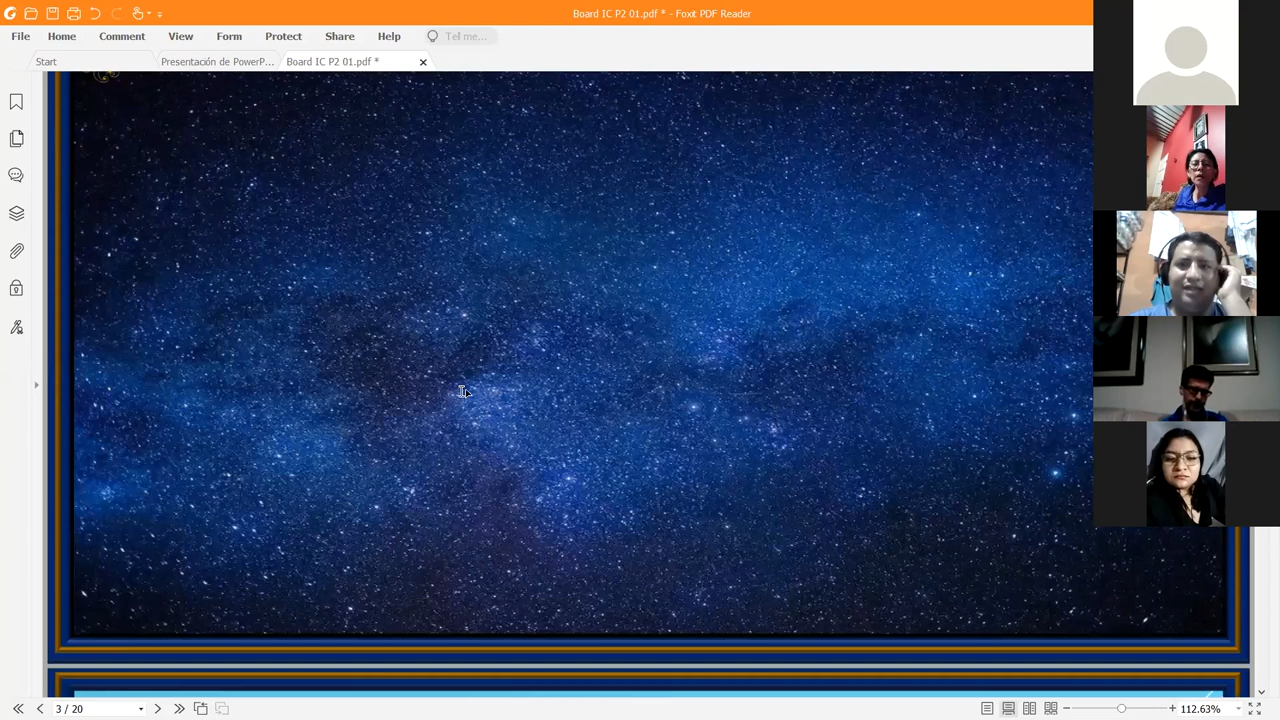 Board IC P2 01.pdf * - Foxit PDF Reader
File Home Comment View Form Protect Share Help Tell me...
Start Presentación de PowerP... Board IC P2 01.pdf *
3 / 20 112.63%